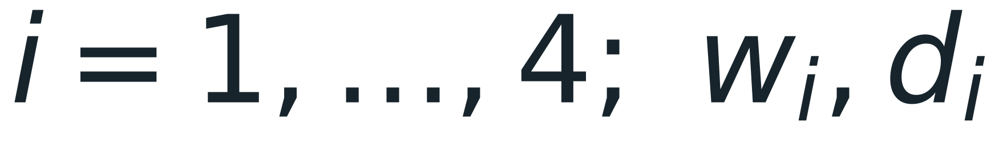 i = 1, ..., 4; w_i, d_i